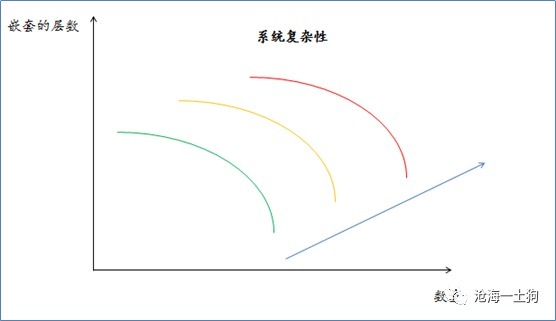 嵌套的层数
系统复杂性
数
沧海一土狗